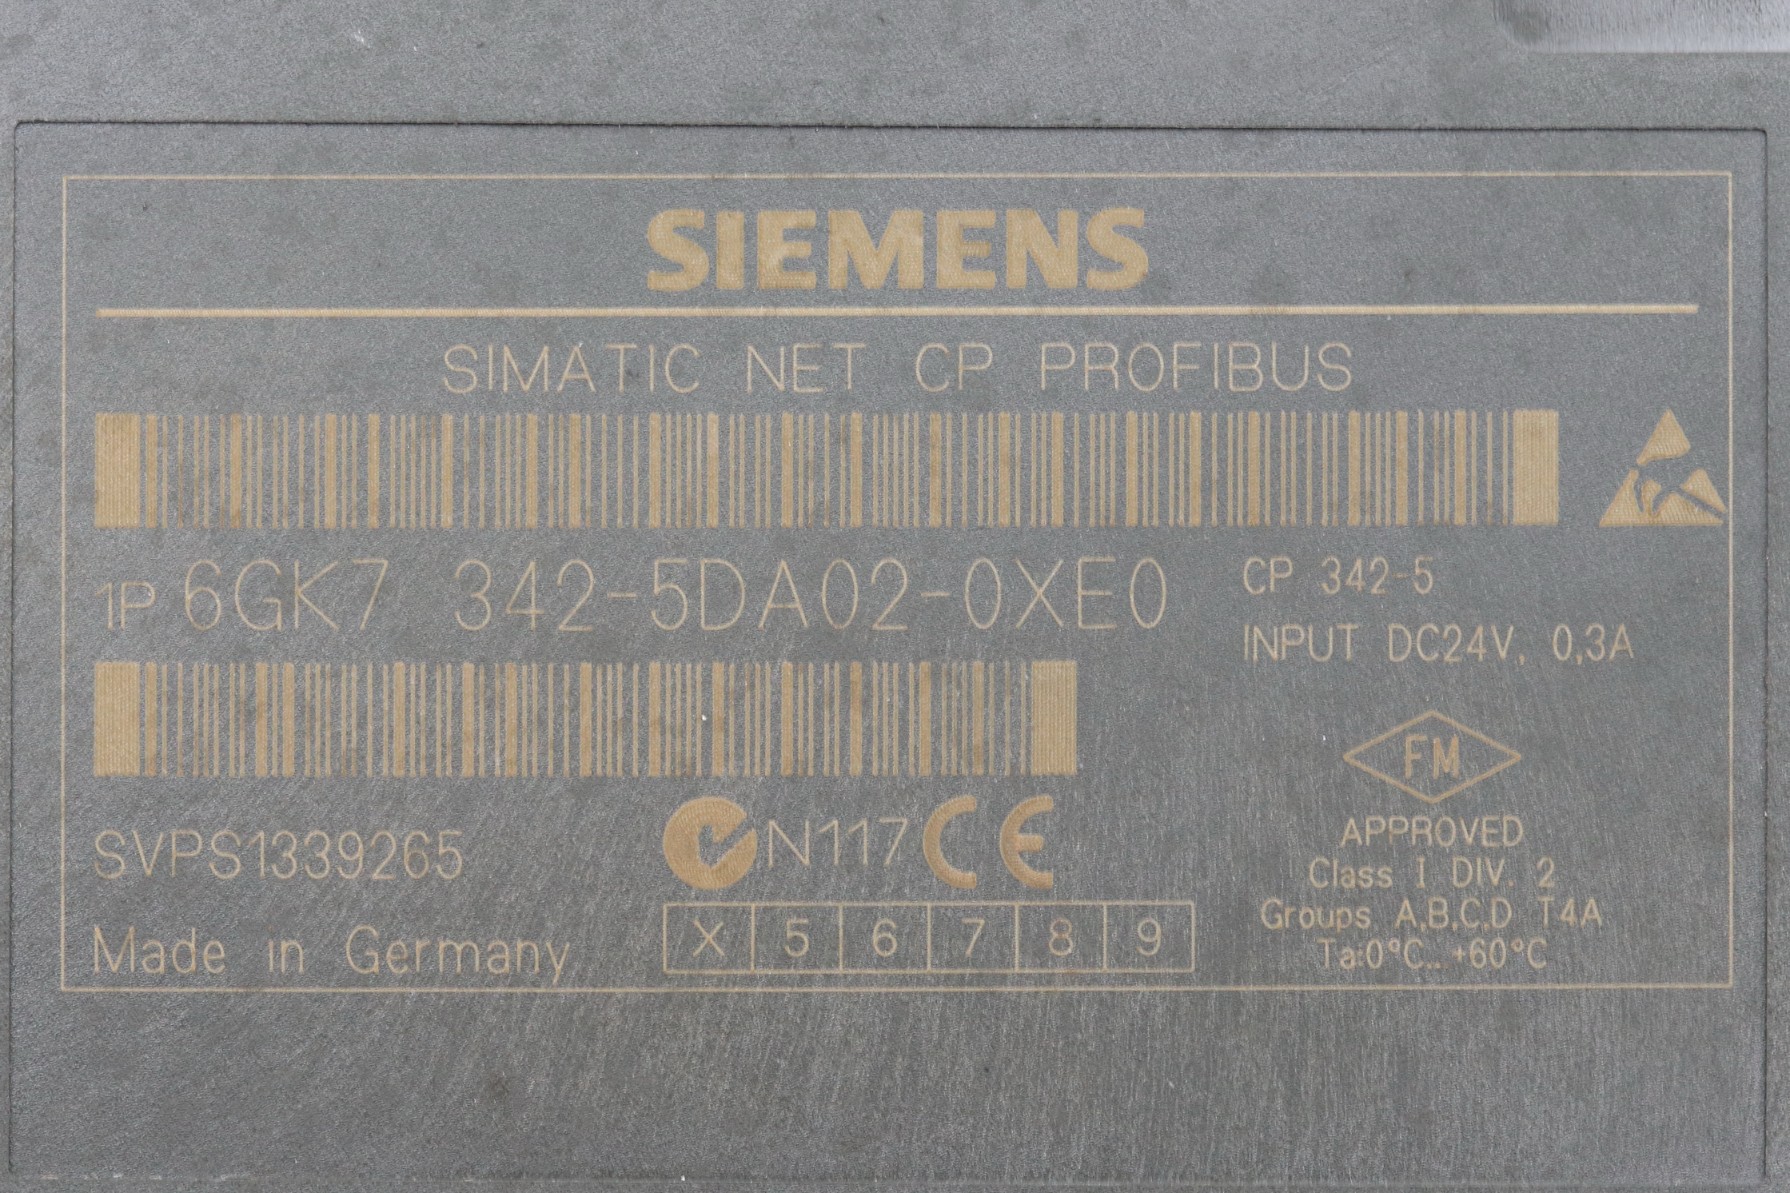 SIEMENS
SIMATIC NET CP PROFIBUS
1P 6GK7 342-5DA02-0XE0
CP 342-5
INPUT DC24V, 0,3A
SVPS1339265
N117 CE
FM
APPROVED
Class I DIV. 2
Groups A,B,C,D T4A
Ta:0°C...+60°C
Made in Germany
X 5 6 7 8 9